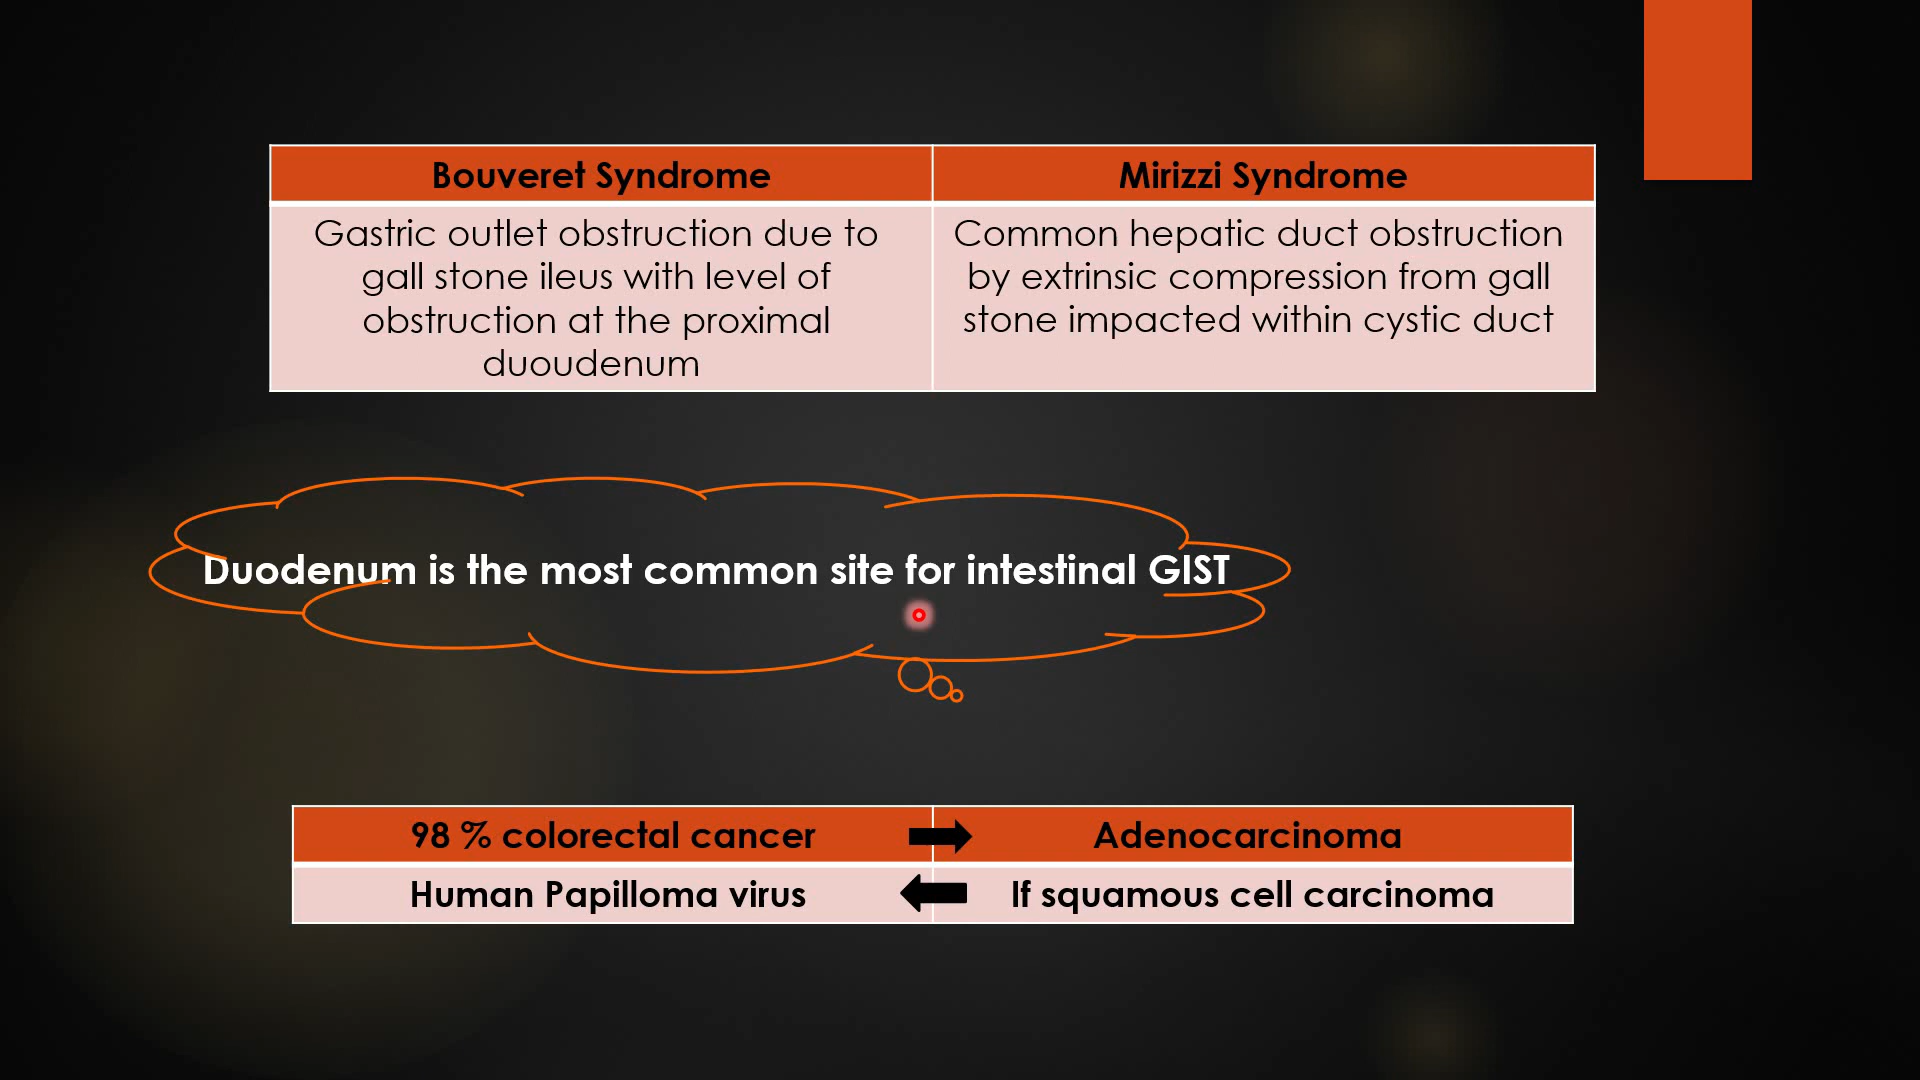 Bouveret Syndrome
Mirizzi Syndrome
Gastric outlet obstruction due to
gall stone ileus with level of
obstruction at the proximal
duoudenum
Common hepatic duct obstruction
by extrinsic compression from gall
stone impacted within cystic duct
Duodenum is the most common site for intestinal GIST
98 % colorectal cancer
Adenocarcinoma
Human Papilloma virus
If squamous cell carcinoma